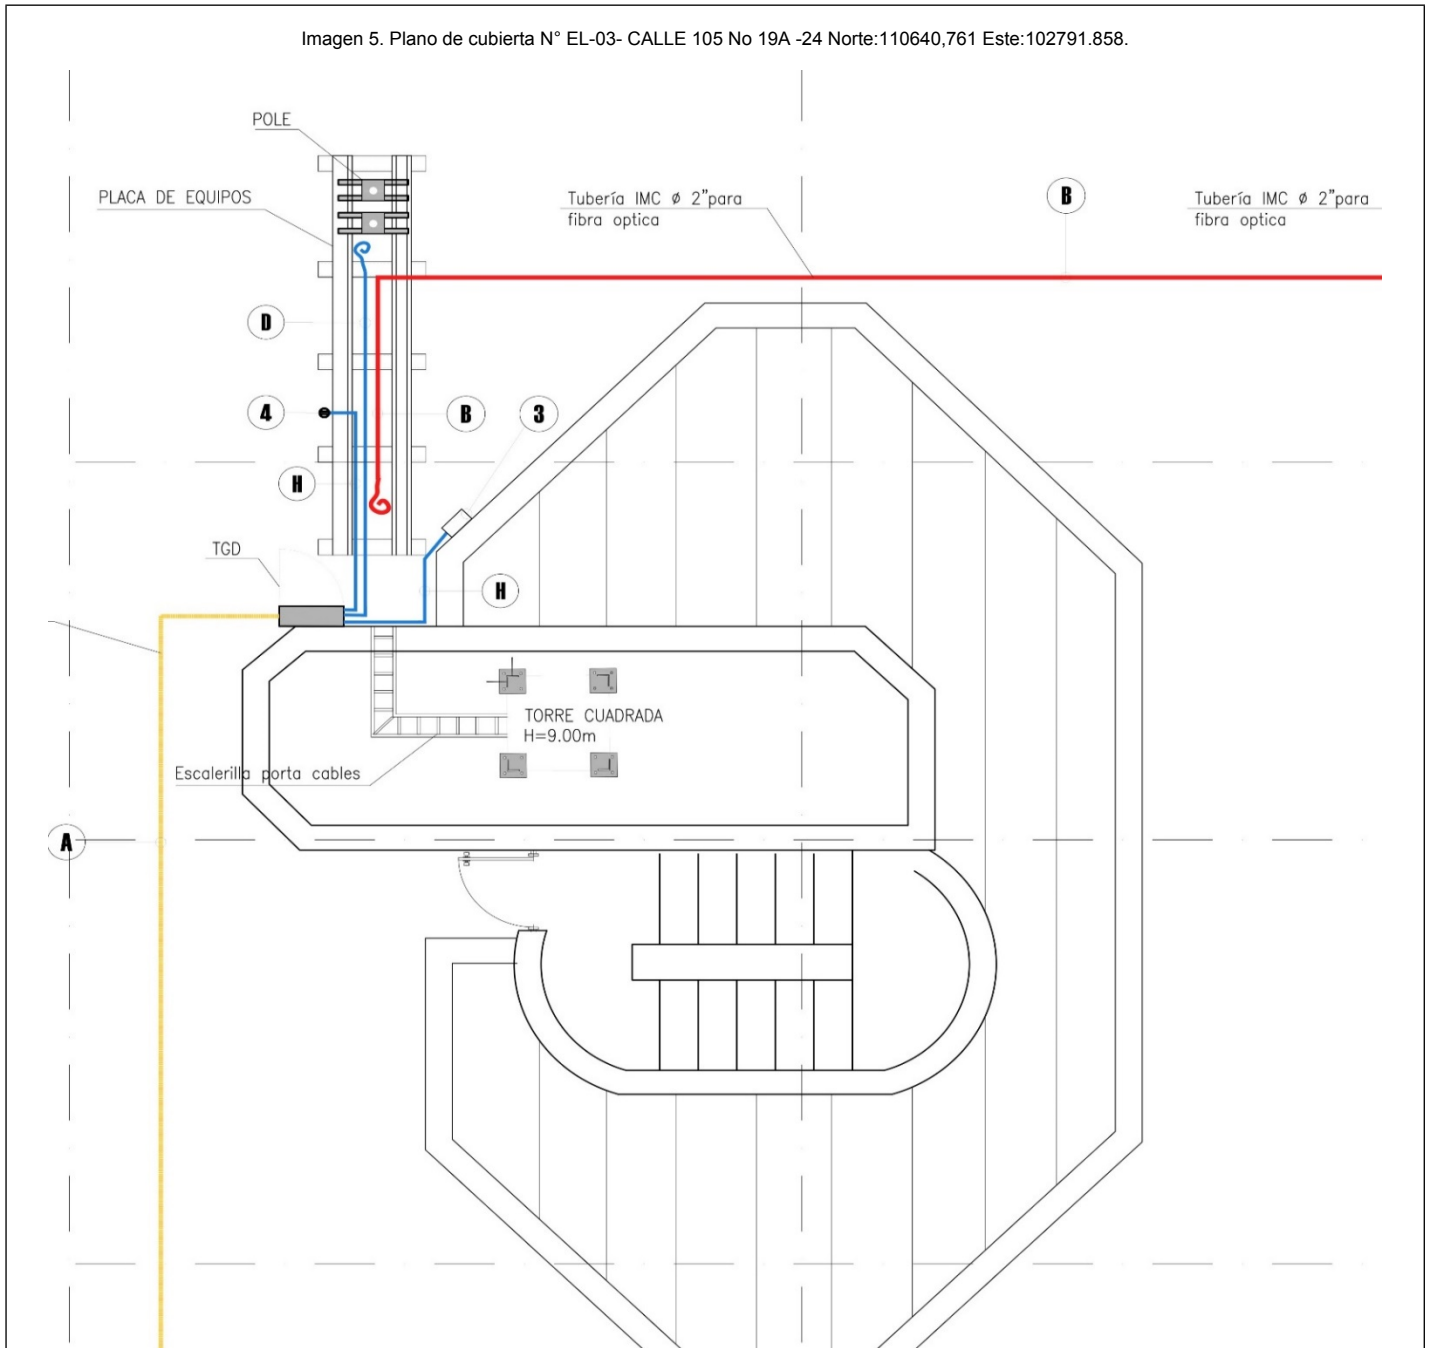 Imagen 5. Plano de cubierta N° EL-03- CALLE 105 No 19A -24 Norte:110640,761 Este:102791.858.
POLE
PLACA DE EQUIPOS
Tubería IMC ø 2”para
fibra optica
B
Tubería IMC ø 2”para
fibra optica
D
4
B
3
H
TGD
H
TORRE CUADRADA
H=9.00m
Escalerilla porta cables
A